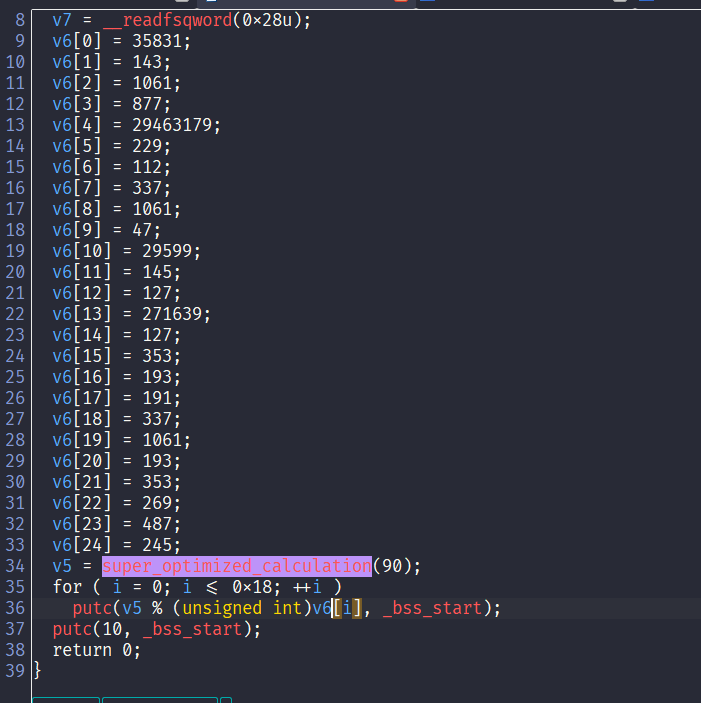 8 v7 = __readfsqword(0×28u);
9 v6[0] = 35831;
10 v6[1] = 143;
11 v6[2] = 1061;
12 v6[3] = 877;
13 v6[4] = 29463179;
14 v6[5] = 229;
15 v6[6] = 112;
16 v6[7] = 337;
17 v6[8] = 1061;
18 v6[9] = 47;
19 v6[10] = 29599;
20 v6[11] = 145;
21 v6[12] = 127;
22 v6[13] = 271639;
23 v6[14] = 127;
24 v6[15] = 353;
25 v6[16] = 193;
26 v6[17] = 191;
27 v6[18] = 337;
28 v6[19] = 1061;
29 v6[20] = 193;
30 v6[21] = 353;
31 v6[22] = 269;
32 v6[23] = 487;
33 v6[24] = 245;
34 v5 = super_optimized_calculation(90);
35 for ( i = 0; i ⩽ 0×18; ++i )
36 putc(v5 % (unsigned int)v6[i], _bss_start);
37 putc(10, _bss_start);
38 return 0;
39 }